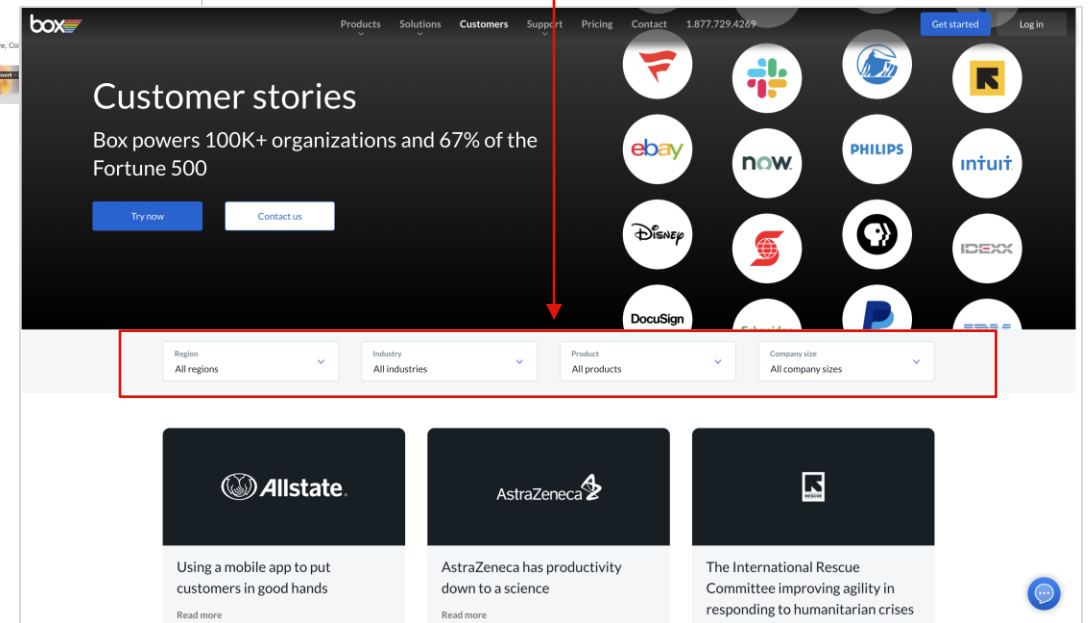 box
Products Solutions Customers Support Pricing Contact 1.877.729.4269 Get started Log in
Customer stories
Box powers 100K+ organizations and 67% of the
Fortune 500
Try now Contact us
ebay
now.
PHILIPS
intuit
Disney
IDEXX
DocuSign
Schneider
IBM
Region
All regions
Industry
All industries
Product
All products
Company size
All company sizes
Allstate.
AstraZeneca
RESCUE
Using a mobile app to put
customers in good hands
Read more
AstraZeneca has productivity
down to a science
Read more
The International Rescue
Committee improving agility in
responding to humanitarian crises